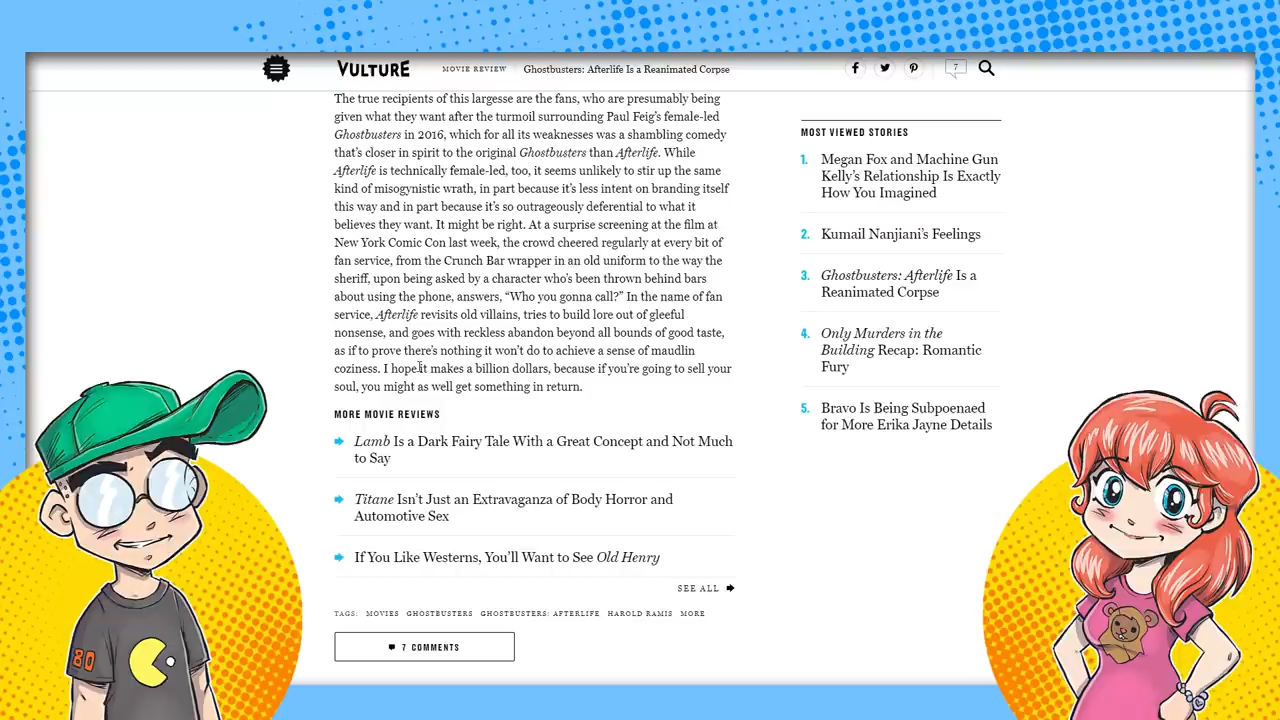 VULTURE
MOVIE REVIEW
Ghostbusters: Afterlife Is a Reanimated Corpse
7
The true recipients of this largesse are the fans, who are presumably being
given what they want after the turmoil surrounding Paul Feig's female-led
Ghostbusters in 2016, which for all its weaknesses was a shambling comedy
that's closer in spirit to the original Ghostbusters than Afterlife. While
Afterlife is technically female-led, too, it seems unlikely to stir up the same
kind of misogynistic wrath, in part because it's less intent on branding itself
this way and in part because it's so outrageously deferential to what it
believes they want. It might be right. At a surprise screening at the film at
New York Comic Con last week, the crowd cheered regularly at every bit of
fan service, from the Crunch Bar wrapper in an old uniform to the way the
sheriff, upon being asked by a character who's been thrown behind bars
about using the phone, answers, “Who you gonna call?” In the name of fan
service, Afterlife revisits old villains, tries to build lore out of gleeful
nonsense, and goes with reckless abandon beyond all bounds of good taste,
as if to prove there's nothing it won't do to achieve a sense of maudlin
coziness. I hope it makes a billion dollars, because if you're going to sell your
soul, you might as well get something in return.
MORE MOVIE REVIEWS
Lamb Is a Dark Fairy Tale With a Great Concept and Not Much
to Say
Titane Isn't Just an Extravaganza of Body Horror and
Automotive Sex
If You Like Westerns, You'll Want to See Old Henry
SEE ALL
TAGS: MOVIES GHOSTBUSTERS GHOSTBUSTERS: AFTERLIFE HAROLD RAMIS MORE
7 COMMENTS
MOST VIEWED STORIES
1. Megan Fox and Machine Gun
Kelly's Relationship Is Exactly
How You Imagined
2. Kumail Nanjiani's Feelings
3. Ghostbusters: Afterlife Is a
Reanimated Corpse
4. Only Murders in the
Building Recap: Romantic
Fury
5. Bravo Is Being Subpoenaed
for More Erika Jayne Details
80